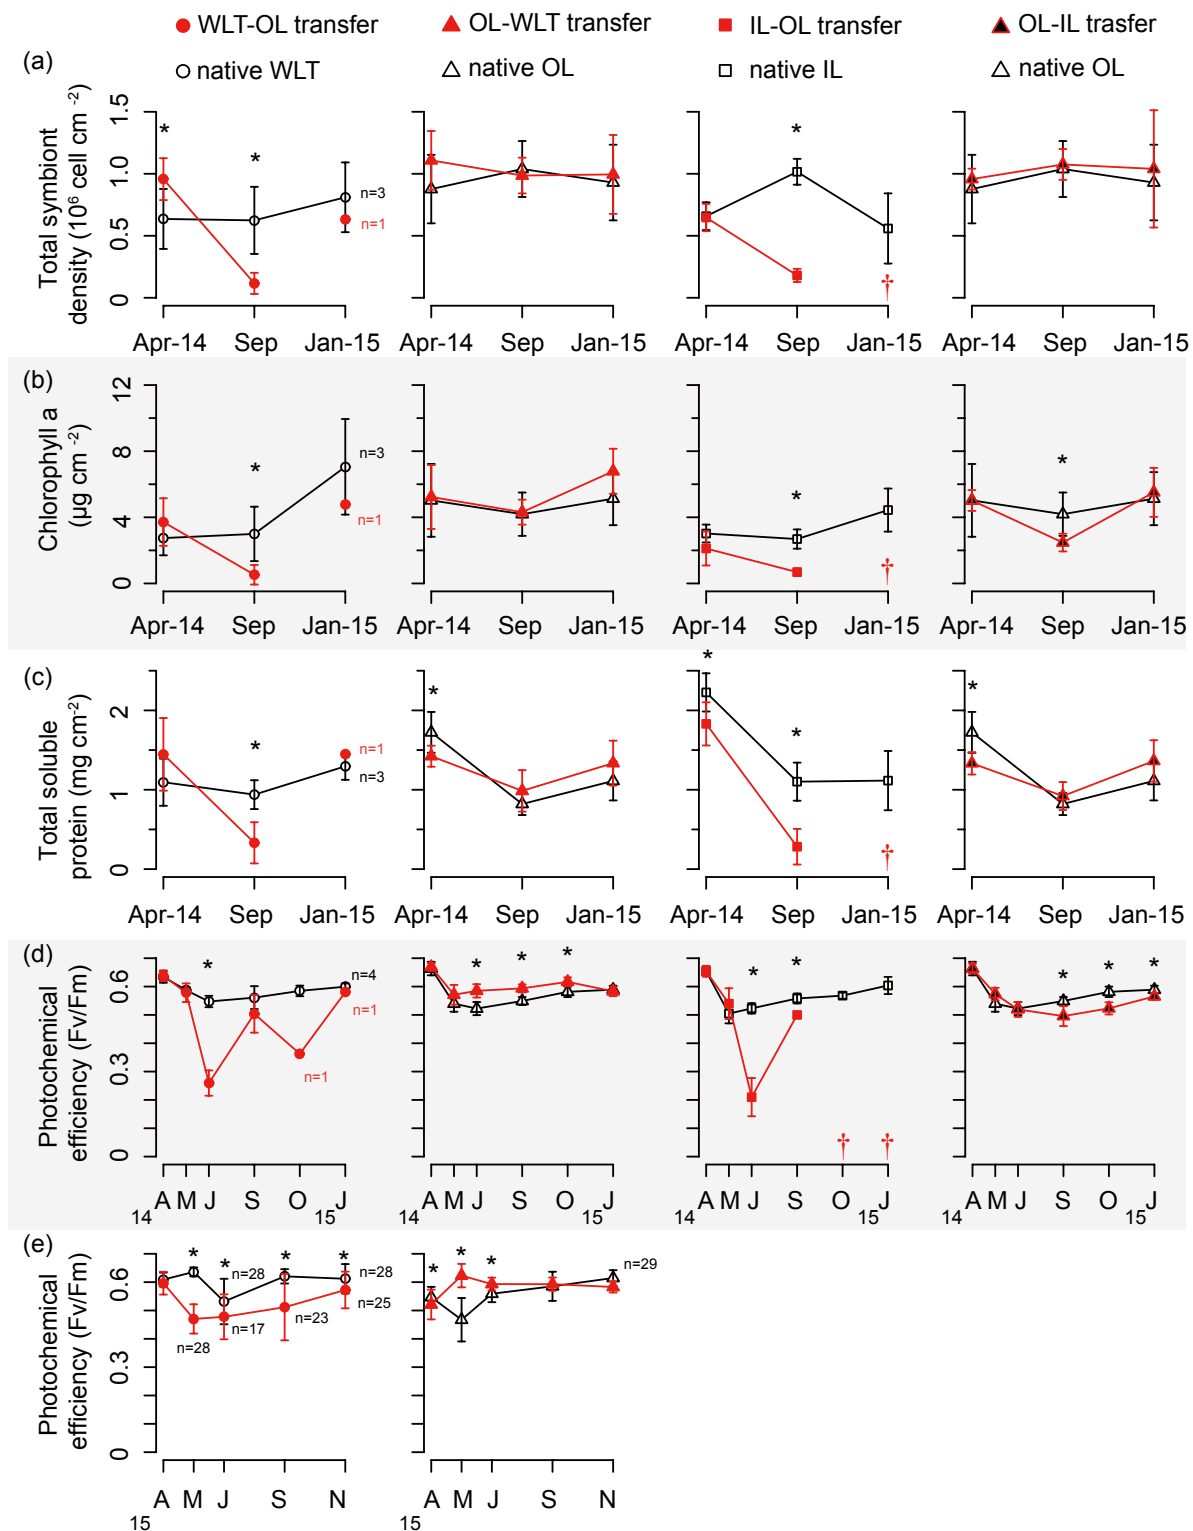 WLT-OL transfer OL-WLT transfer IL-OL transfer OL-IL trasfer
native WLT native OL native IL native OL
(a)
Total symbiont
density (10⁶ cell cm ⁻²)
0 0.5 1.0 1.5
* *
n=3
n=1
*
†
Apr-14 Sep Jan-15 Apr-14 Sep Jan-15 Apr-14 Sep Jan-15 Apr-14 Sep Jan-15
(b)
Chlorophyll a
(µg cm ⁻²)
0 4 8 12
*
n=3
n=1
*
†
*
Apr-14 Sep Jan-15 Apr-14 Sep Jan-15 Apr-14 Sep Jan-15 Apr-14 Sep Jan-15
(c)
Total soluble
protein (mg cm⁻²)
0 1 2
*
n=1
n=3
*
* *
†
*
Apr-14 Sep Jan-15 Apr-14 Sep Jan-15 Apr-14 Sep Jan-15 Apr-14 Sep Jan-15
(d)
Photochemical
efficiency (Fv/Fm)
0 0.3 0.6
*
n=4
n=1
n=1
* * *
* *
† †
* * *
A M J S O J A M J S O J A M J S O J A M J S O J
14 15 14 15 14 15 14 15
(e)
Photochemical
efficiency (Fv/Fm)
0 0.3 0.6
* * * *
n=28
n=28
n=25
n=23
n=17
n=28
* * *
n=29
A M J S N A M J S N
15 15